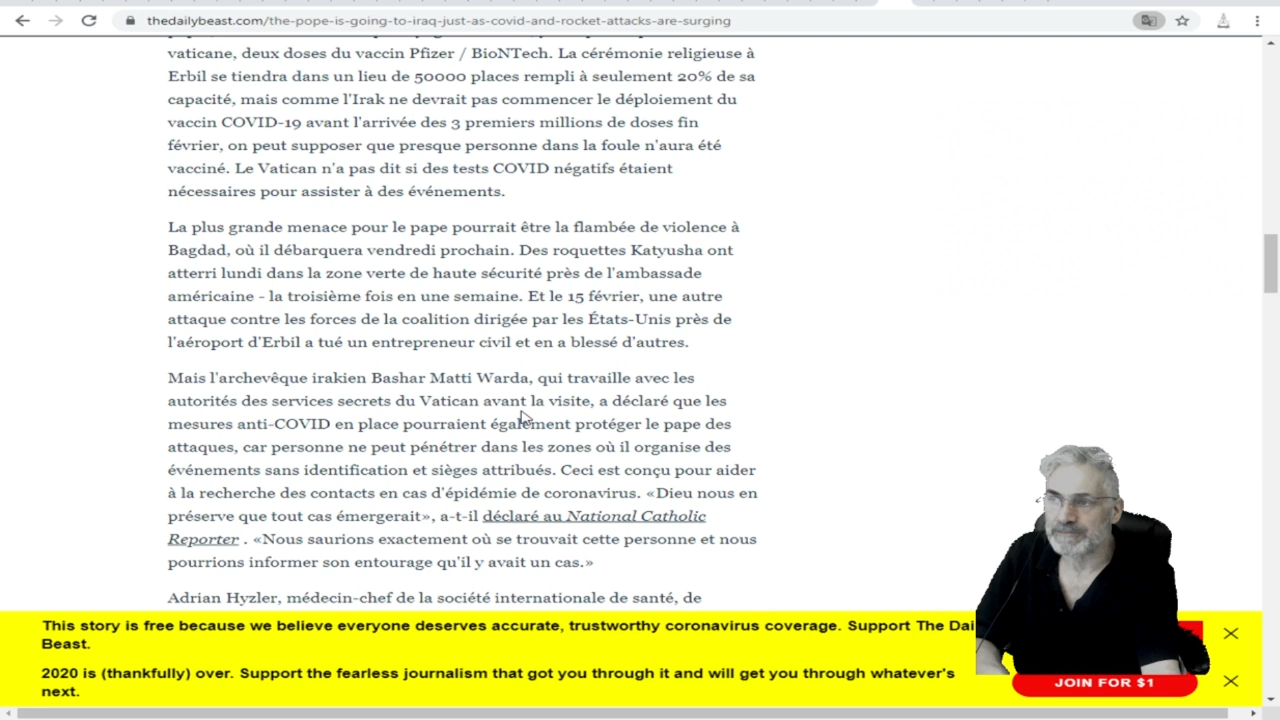 thedailybeast.com/the-pope-is-going-to-iraq-just-as-covid-and-rocket-attacks-are-surging
vaticane, deux doses du vaccin Pfizer / BioNTech. La cérémonie religieuse à
Erbil se tiendra dans un lieu de 50000 places rempli à seulement 20% de sa
capacité, mais comme l'Irak ne devrait pas commencer le déploiement du
vaccin COVID-19 avant l'arrivée des 3 premiers millions de doses fin
février, on peut supposer que presque personne dans la foule n'aura été
vacciné. Le Vatican n'a pas dit si des tests COVID négatifs étaient
nécessaires pour assister à des événements.
La plus grande menace pour le pape pourrait être la flambée de violence à
Bagdad, où il débarquera vendredi prochain. Des roquettes Katyusha ont
atterri lundi dans la zone verte de haute sécurité près de l'ambassade
américaine - la troisième fois en une semaine. Et le 15 février, une autre
attaque contre les forces de la coalition dirigée par les États-Unis près de
l'aéroport d'Erbil a tué un entrepreneur civil et en a blessé d'autres.
Mais l'archevêque irakien Bashar Matti Warda, qui travaille avec les
autorités des services secrets du Vatican avant la visite, a déclaré que les
mesures anti-COVID en place pourraient également protéger le pape des
attaques, car personne ne peut pénétrer dans les zones où il organise des
événements sans identification et sièges attribués. Ceci est conçu pour aider
à la recherche des contacts en cas d'épidémie de coronavirus. «Dieu nous en
préserve que tout cas émergerait», a-t-il déclaré au National Catholic
Reporter . «Nous saurions exactement où se trouvait cette personne et nous
pourrions informer son entourage qu'il y avait un cas.»
Adrian Hyzler, médecin-chef de la société internationale de santé, de
This story is free because we believe everyone deserves accurate, trustworthy coronavirus coverage. Support The Dai
Beast.
2020 is (thankfully) over. Support the fearless journalism that got you through it and will get you through whatever's
next.
JOIN FOR $1